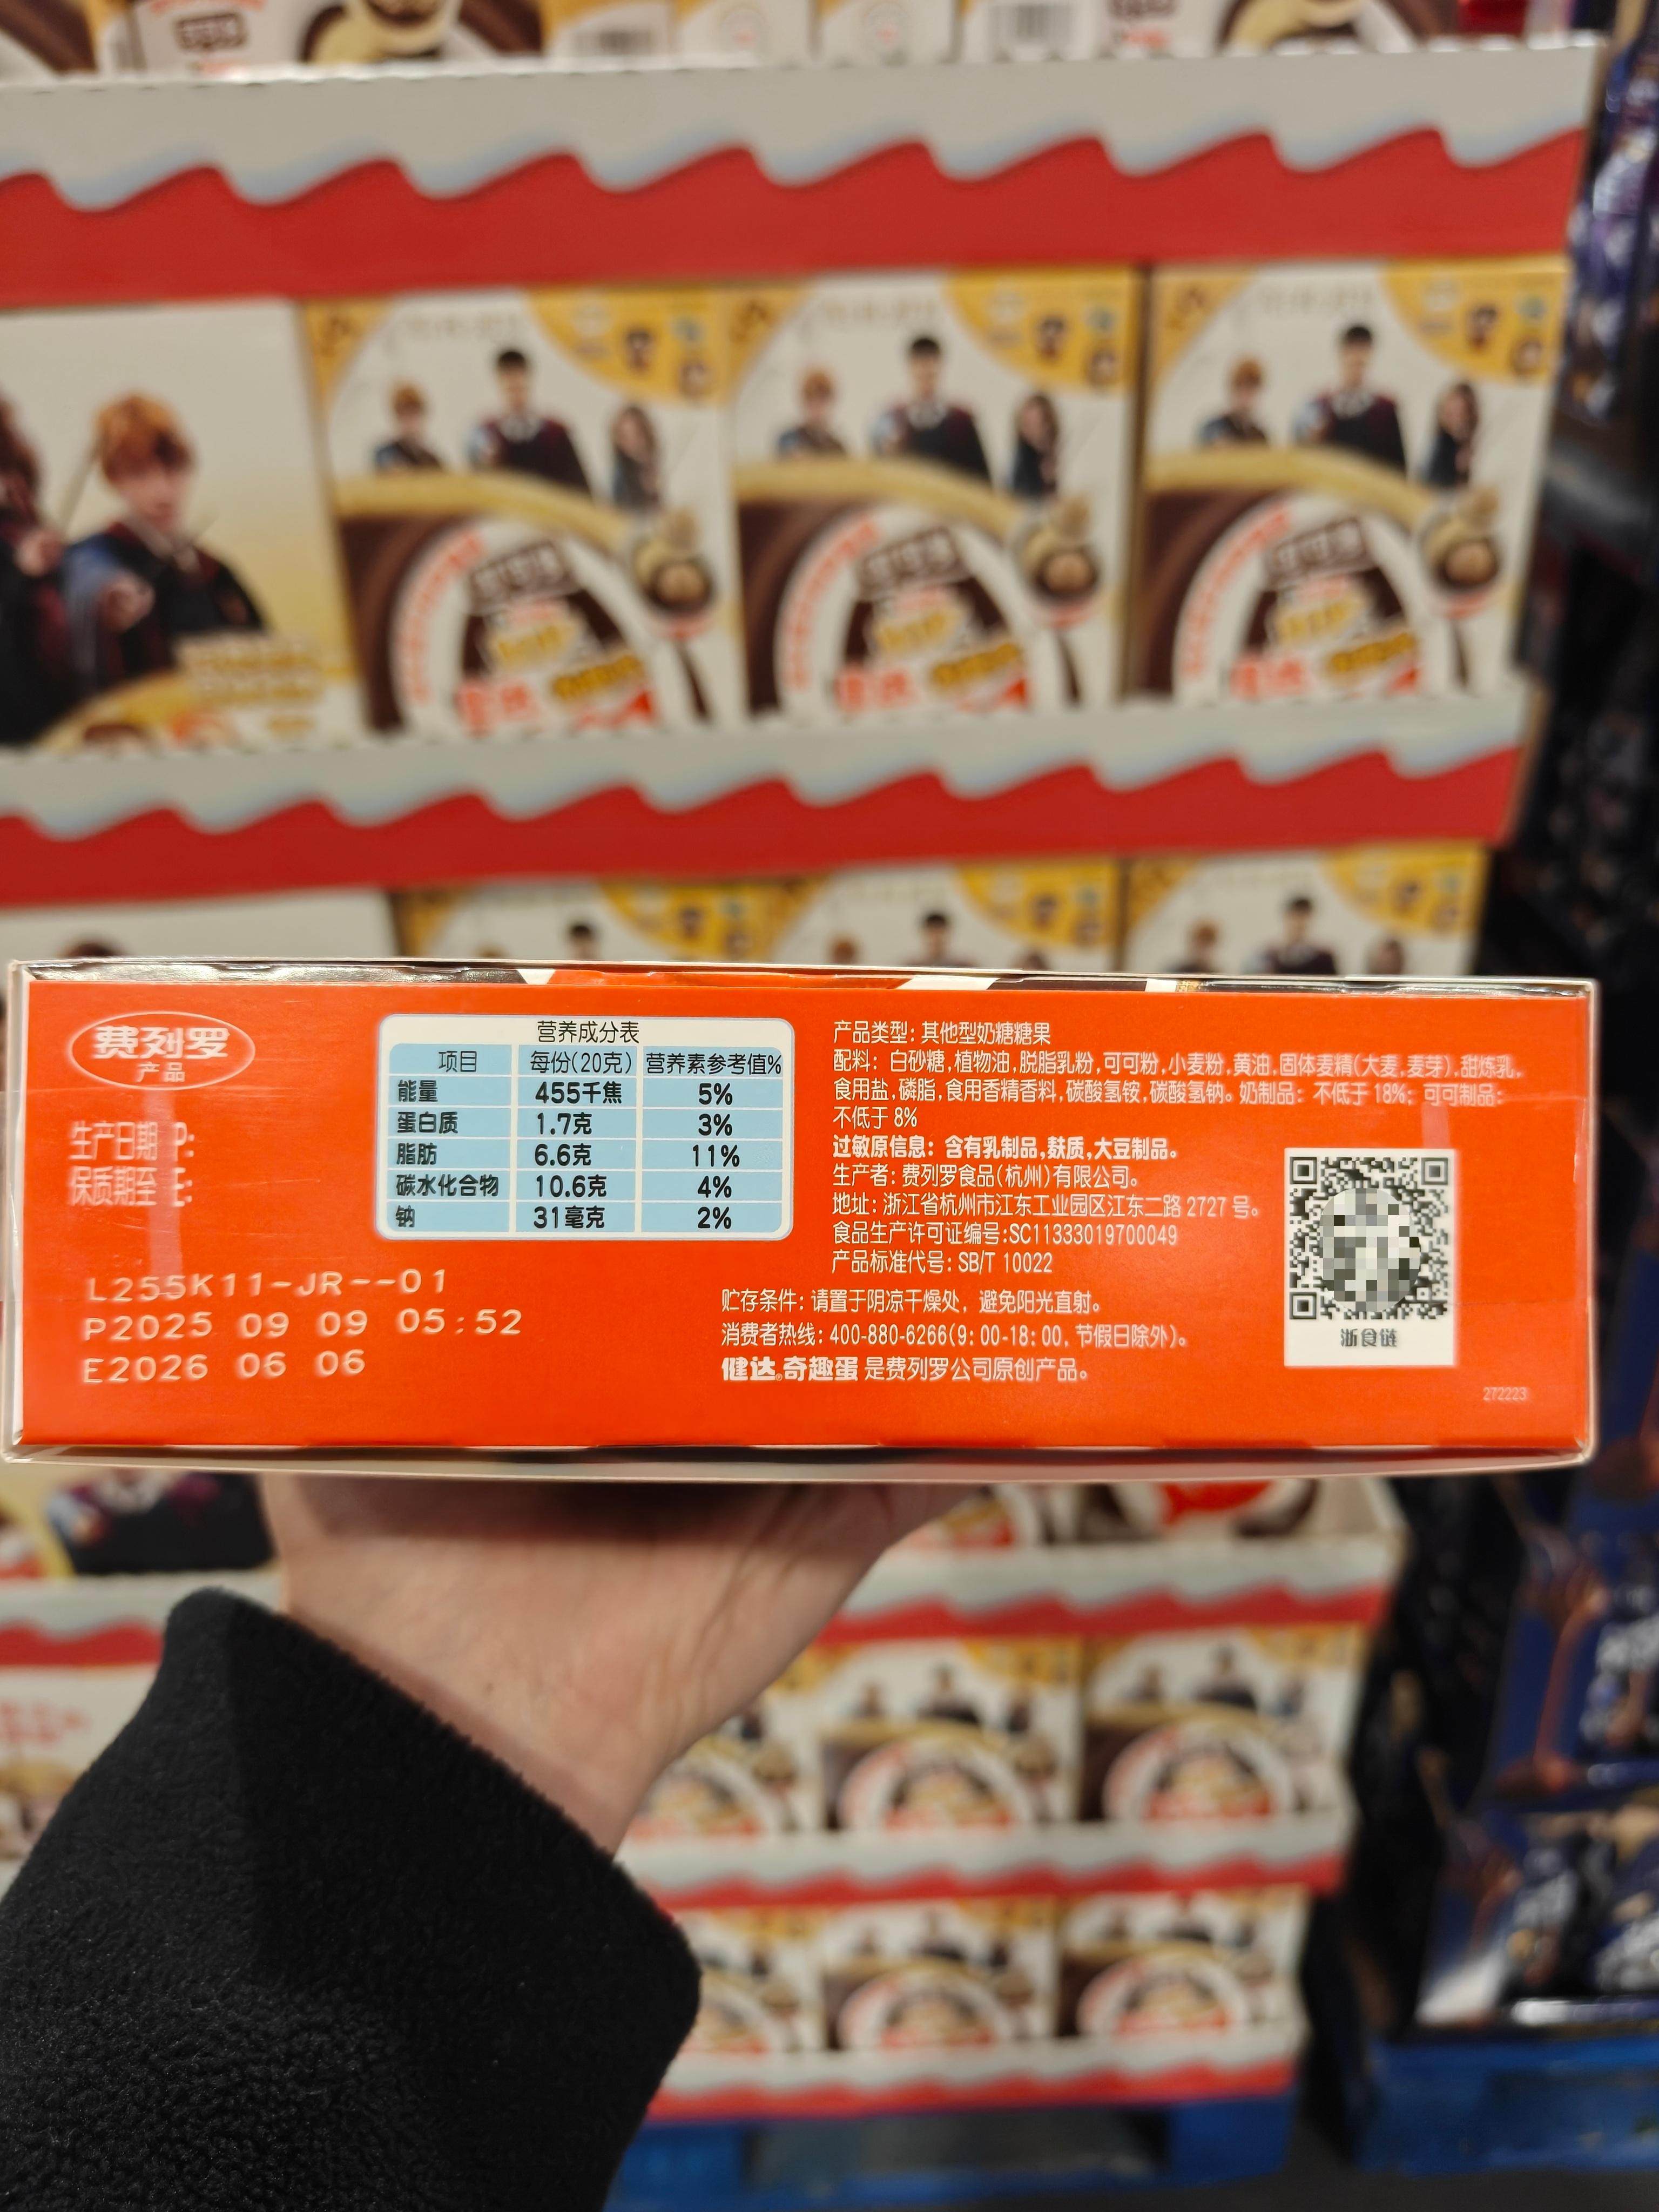 费列罗
产品
生产日期 P:
保质期至 E:
L255K11-JR--01
P2025 09 09 05:52
E2026 06 06
营养成分表
项目 每份(20克) 营养素参考值%
能量 455千焦 5%
蛋白质 1.7克 3%
脂肪 6.6克 11%
碳水化合物 10.6克 4%
钠 31毫克 2%
产品类型: 其他型奶糖糖果
配料: 白砂糖,植物油,脱脂乳粉,可可粉,小麦粉,黄油,固体麦精(大麦,麦芽),甜炼乳,
食用盐,磷脂,食用香精香料,碳酸氢铵,碳酸氢钠。奶制品: 不低于 18%; 可可制品:
不低于 8%
过敏原信息: 含有乳制品,麸质,大豆制品。
生产者: 费列罗食品(杭州)有限公司。
地址: 浙江省杭州市江东工业园区江东二路 2727 号。
食品生产许可证编号:SC11333019700049
产品标准代号: SB/T 10022
贮存条件: 请置于阴凉干燥处, 避免阳光直射。
消费者热线: 400-880-6266(9: 00-18: 00, 节假日除外)。
健达®奇趣蛋 是费列罗公司原创产品。
浙食链
272223